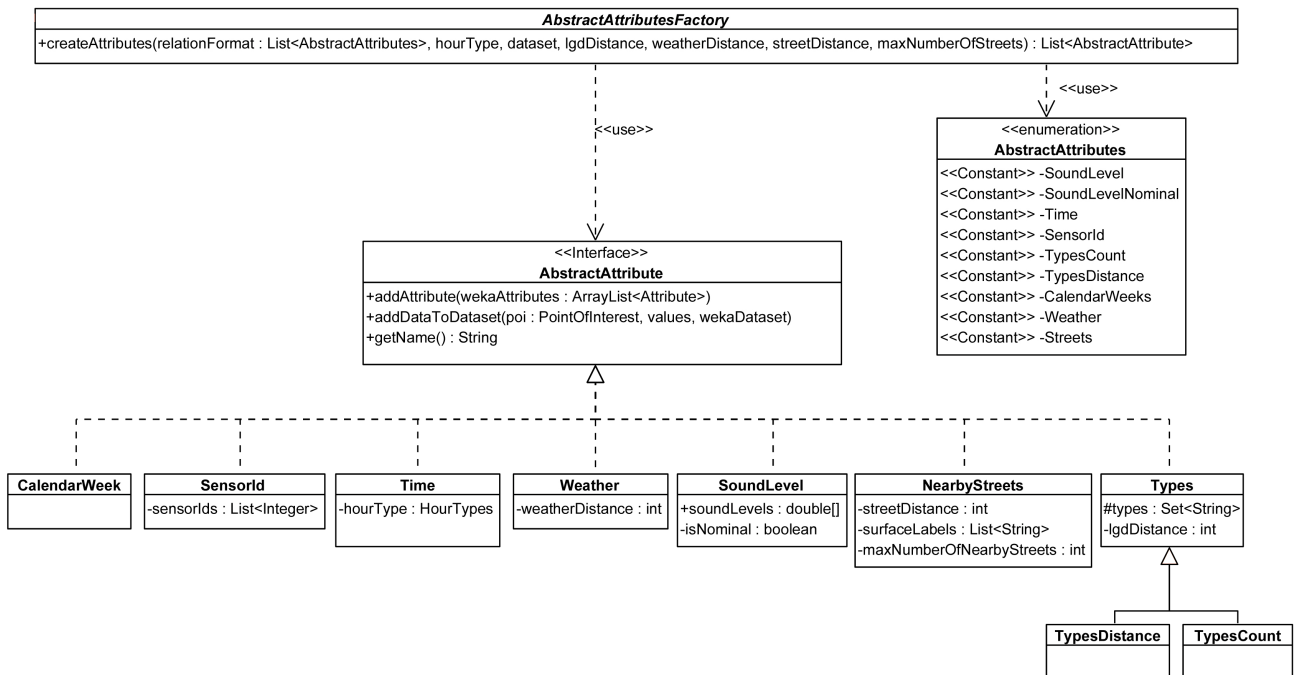 AbstractAttributesFactory
+createAttributes(relationFormat : List<AbstractAttributes>, hourType, dataset, lgdDistance, weatherDistance, streetDistance, maxNumberOfStreets) : List<AbstractAttribute>
<<use>>
<<use>>
<<enumeration>>
AbstractAttributes
<<Constant>> -SoundLevel
<<Constant>> -SoundLevelNominal
<<Constant>> -Time
<<Constant>> -SensorId
<<Constant>> -TypesCount
<<Constant>> -TypesDistance
<<Constant>> -CalendarWeeks
<<Constant>> -Weather
<<Constant>> -Streets
<<Interface>>
AbstractAttribute
+addAttribute(wekaAttributes : ArrayList<Attribute>)
+addDataToDataset(poi : PointOfInterest, values, wekaDataset)
+getName() : String
CalendarWeek
SensorId
-sensorIds : List<Integer>
Time
-hourType : HourTypes
Weather
-weatherDistance : int
SoundLevel
+soundLevels : double[]
-isNominal : boolean
NearbyStreets
-streetDistance : int
-surfaceLabels : List<String>
-maxNumberOfNearbyStreets : int
Types
#types : Set<String>
-lgdDistance : int
TypesDistance
TypesCount